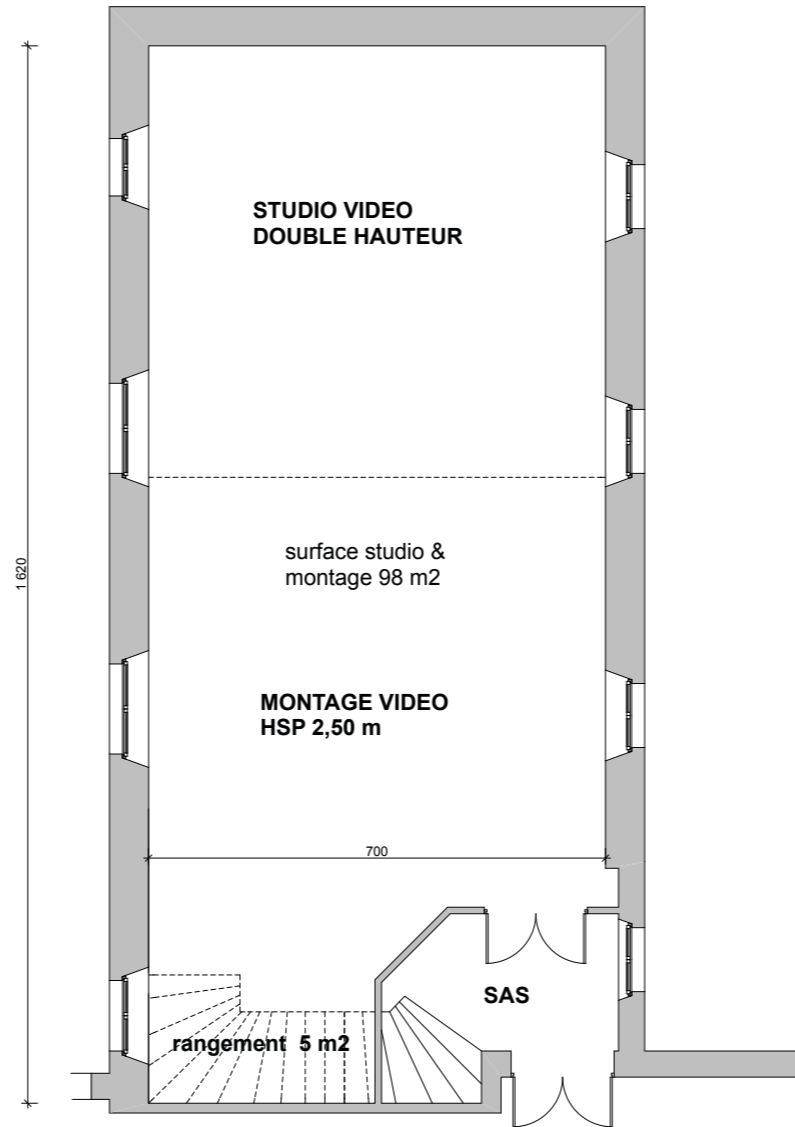 STUDIO VIDEO
DOUBLE HAUTEUR
surface studio &
montage 98 m2
1 620
MONTAGE VIDEO
HSP 2,50 m
700
SAS
rangement 5 m2